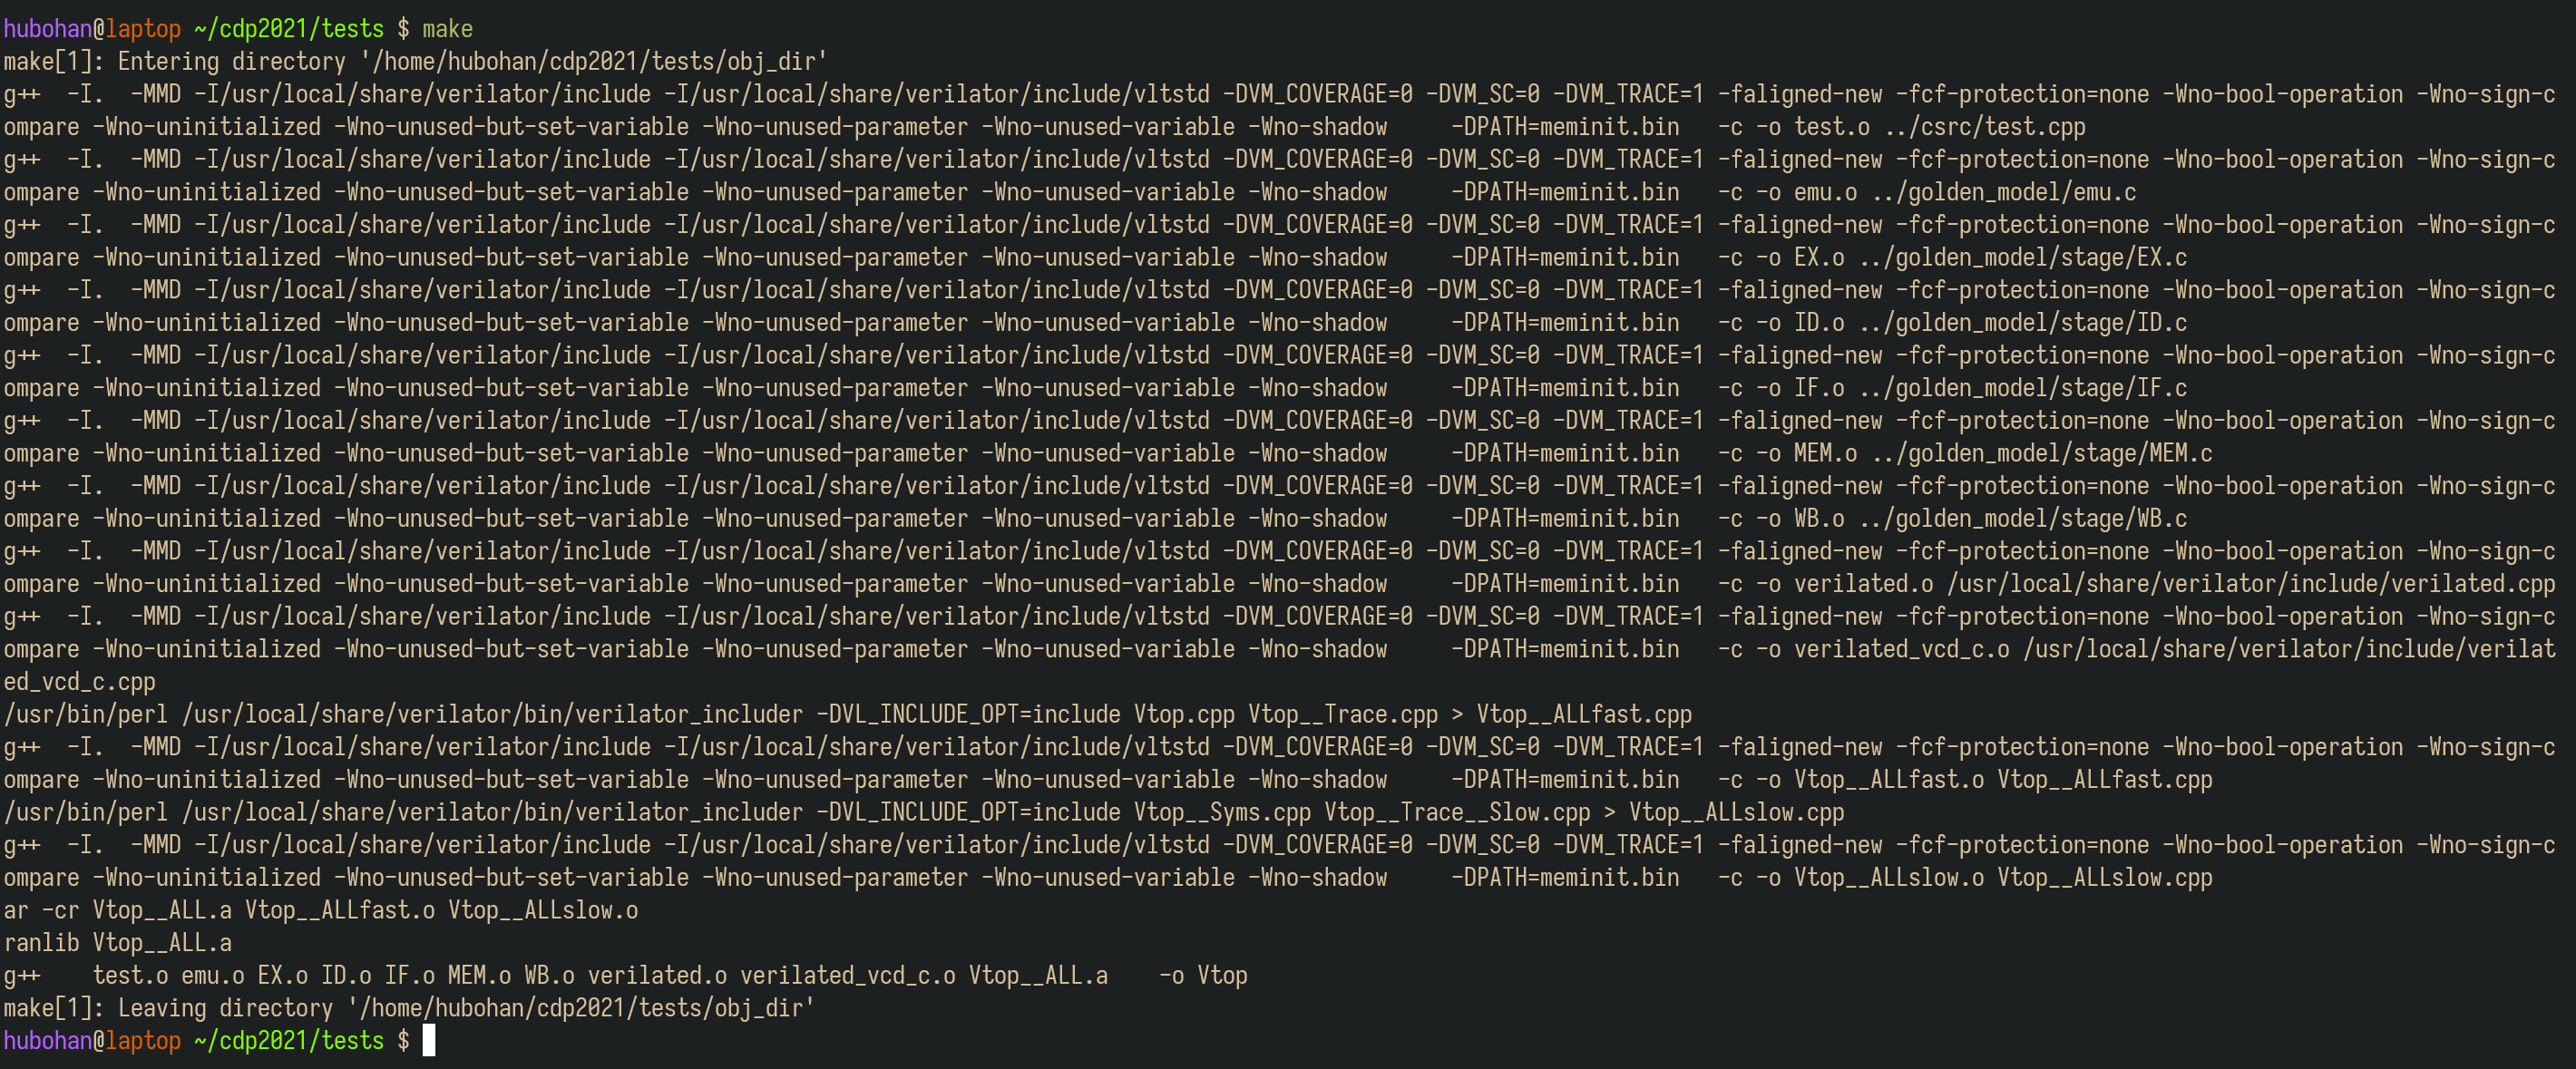 hubohan@laptop ~/cdp2021/tests $ make
make[1]: Entering directory '/home/hubohan/cdp2021/tests/obj_dir'
g++  -I.  -MMD -I/usr/local/share/verilator/include -I/usr/local/share/verilator/include/vltstd -DVM_COVERAGE=0 -DVM_SC=0 -DVM_TRACE=1 -faligned-new -fcf-protection=none -Wno-bool-operation -Wno-sign-c
ompare -Wno-uninitialized -Wno-unused-but-set-variable -Wno-unused-parameter -Wno-unused-variable -Wno-shadow     -DPATH=meminit.bin   -c -o test.o ../csrc/test.cpp
g++  -I.  -MMD -I/usr/local/share/verilator/include -I/usr/local/share/verilator/include/vltstd -DVM_COVERAGE=0 -DVM_SC=0 -DVM_TRACE=1 -faligned-new -fcf-protection=none -Wno-bool-operation -Wno-sign-c
ompare -Wno-uninitialized -Wno-unused-but-set-variable -Wno-unused-parameter -Wno-unused-variable -Wno-shadow     -DPATH=meminit.bin   -c -o emu.o ../golden_model/emu.c
g++  -I.  -MMD -I/usr/local/share/verilator/include -I/usr/local/share/verilator/include/vltstd -DVM_COVERAGE=0 -DVM_SC=0 -DVM_TRACE=1 -faligned-new -fcf-protection=none -Wno-bool-operation -Wno-sign-c
ompare -Wno-uninitialized -Wno-unused-but-set-variable -Wno-unused-parameter -Wno-unused-variable -Wno-shadow     -DPATH=meminit.bin   -c -o EX.o ../golden_model/stage/EX.c
g++  -I.  -MMD -I/usr/local/share/verilator/include -I/usr/local/share/verilator/include/vltstd -DVM_COVERAGE=0 -DVM_SC=0 -DVM_TRACE=1 -faligned-new -fcf-protection=none -Wno-bool-operation -Wno-sign-c
ompare -Wno-uninitialized -Wno-unused-but-set-variable -Wno-unused-parameter -Wno-unused-variable -Wno-shadow     -DPATH=meminit.bin   -c -o ID.o ../golden_model/stage/ID.c
g++  -I.  -MMD -I/usr/local/share/verilator/include -I/usr/local/share/verilator/include/vltstd -DVM_COVERAGE=0 -DVM_SC=0 -DVM_TRACE=1 -faligned-new -fcf-protection=none -Wno-bool-operation -Wno-sign-c
ompare -Wno-uninitialized -Wno-unused-but-set-variable -Wno-unused-parameter -Wno-unused-variable -Wno-shadow     -DPATH=meminit.bin   -c -o IF.o ../golden_model/stage/IF.c
g++  -I.  -MMD -I/usr/local/share/verilator/include -I/usr/local/share/verilator/include/vltstd -DVM_COVERAGE=0 -DVM_SC=0 -DVM_TRACE=1 -faligned-new -fcf-protection=none -Wno-bool-operation -Wno-sign-c
ompare -Wno-uninitialized -Wno-unused-but-set-variable -Wno-unused-parameter -Wno-unused-variable -Wno-shadow     -DPATH=meminit.bin   -c -o MEM.o ../golden_model/stage/MEM.c
g++  -I.  -MMD -I/usr/local/share/verilator/include -I/usr/local/share/verilator/include/vltstd -DVM_COVERAGE=0 -DVM_SC=0 -DVM_TRACE=1 -faligned-new -fcf-protection=none -Wno-bool-operation -Wno-sign-c
ompare -Wno-uninitialized -Wno-unused-but-set-variable -Wno-unused-parameter -Wno-unused-variable -Wno-shadow     -DPATH=meminit.bin   -c -o WB.o ../golden_model/stage/WB.c
g++  -I.  -MMD -I/usr/local/share/verilator/include -I/usr/local/share/verilator/include/vltstd -DVM_COVERAGE=0 -DVM_SC=0 -DVM_TRACE=1 -faligned-new -fcf-protection=none -Wno-bool-operation -Wno-sign-c
ompare -Wno-uninitialized -Wno-unused-but-set-variable -Wno-unused-parameter -Wno-unused-variable -Wno-shadow     -DPATH=meminit.bin   -c -o verilated.o /usr/local/share/verilator/include/verilated.cpp
g++  -I.  -MMD -I/usr/local/share/verilator/include -I/usr/local/share/verilator/include/vltstd -DVM_COVERAGE=0 -DVM_SC=0 -DVM_TRACE=1 -faligned-new -fcf-protection=none -Wno-bool-operation -Wno-sign-c
ompare -Wno-uninitialized -Wno-unused-but-set-variable -Wno-unused-parameter -Wno-unused-variable -Wno-shadow     -DPATH=meminit.bin   -c -o verilated_vcd_c.o /usr/local/share/verilator/include/verilat
ed_vcd_c.cpp
/usr/bin/perl /usr/local/share/verilator/bin/verilator_includer -DVL_INCLUDE_OPT=include Vtop.cpp Vtop__Trace.cpp > Vtop__ALLfast.cpp
g++  -I.  -MMD -I/usr/local/share/verilator/include -I/usr/local/share/verilator/include/vltstd -DVM_COVERAGE=0 -DVM_SC=0 -DVM_TRACE=1 -faligned-new -fcf-protection=none -Wno-bool-operation -Wno-sign-c
ompare -Wno-uninitialized -Wno-unused-but-set-variable -Wno-unused-parameter -Wno-unused-variable -Wno-shadow     -DPATH=meminit.bin   -c -o Vtop__ALLfast.o Vtop__ALLfast.cpp
/usr/bin/perl /usr/local/share/verilator/bin/verilator_includer -DVL_INCLUDE_OPT=include Vtop__Syms.cpp Vtop__Trace__Slow.cpp > Vtop__ALLslow.cpp
g++  -I.  -MMD -I/usr/local/share/verilator/include -I/usr/local/share/verilator/include/vltstd -DVM_COVERAGE=0 -DVM_SC=0 -DVM_TRACE=1 -faligned-new -fcf-protection=none -Wno-bool-operation -Wno-sign-c
ompare -Wno-uninitialized -Wno-unused-but-set-variable -Wno-unused-parameter -Wno-unused-variable -Wno-shadow     -DPATH=meminit.bin   -c -o Vtop__ALLslow.o Vtop__ALLslow.cpp
ar -cr Vtop__ALL.a Vtop__ALLfast.o Vtop__ALLslow.o
ranlib Vtop__ALL.a
g++    test.o emu.o EX.o ID.o IF.o MEM.o WB.o verilated.o verilated_vcd_c.o Vtop__ALL.a    -o Vtop
make[1]: Leaving directory '/home/hubohan/cdp2021/tests/obj_dir'
hubohan@laptop ~/cdp2021/tests $